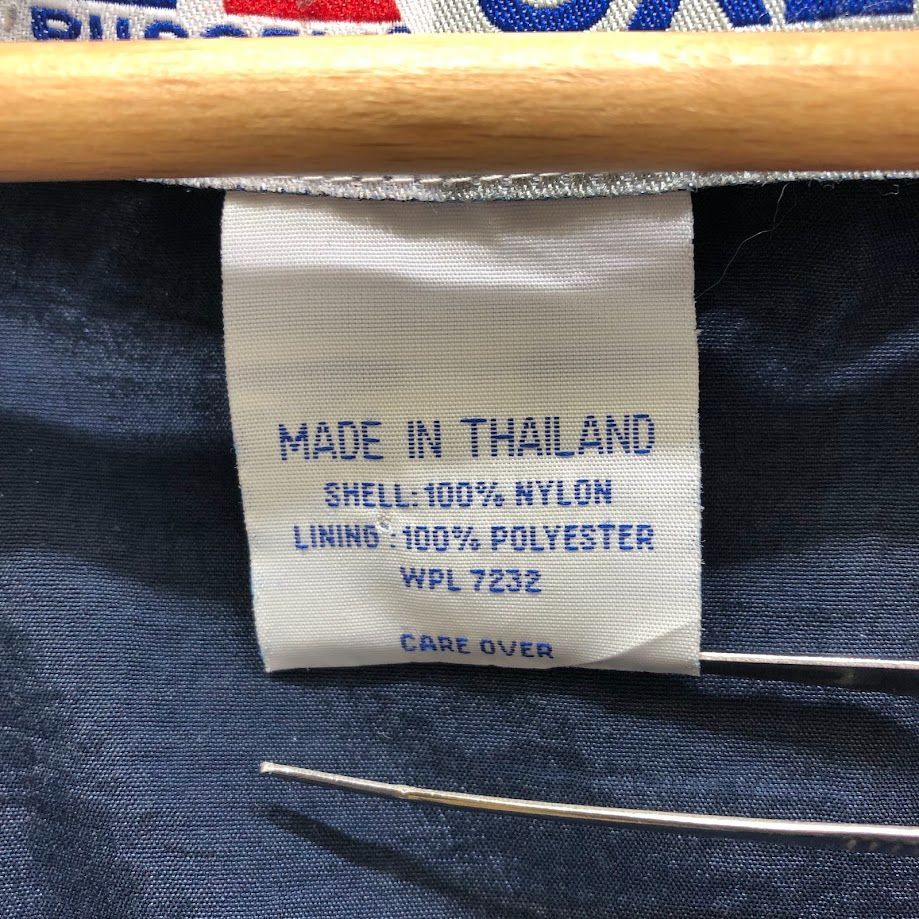 MADE IN THAILAND
SHELL: 100% NYLON
LINING : 100% POLYESTER
WPL 7232
CARE OVER